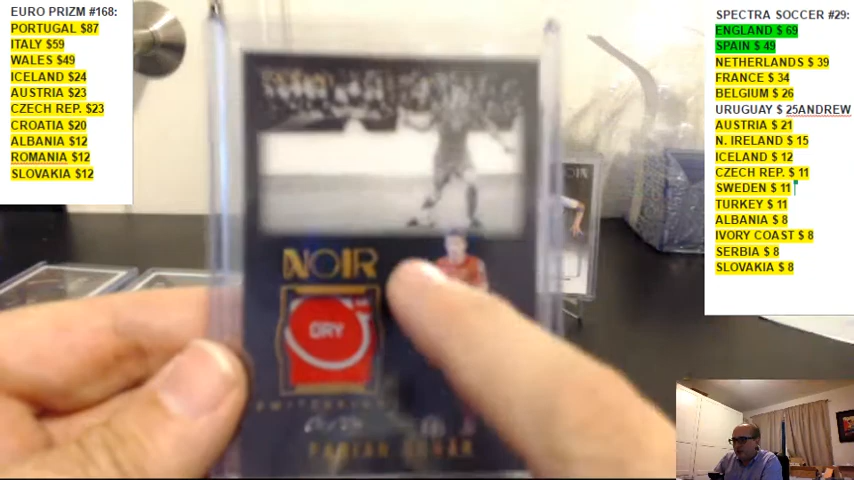 EURO PRIZM #168:
PORTUGAL $87
ITALY $59
WALES $49
ICELAND $24
AUSTRIA $23
CZECH REP. $23
CROATIA $20
ALBANIA $12
ROMANIA $12
SLOVAKIA $12
NOIR
DRY
FABIAN
SPECTRA SOCCER #29:
ENGLAND $ 69
SPAIN $ 49
NETHERLANDS $ 39
FRANCE $ 34
BELGIUM $ 26
URUGUAY $ 25ANDREW
AUSTRIA $ 21
N. IRELAND $ 15
ICELAND $ 12
CZECH REP. $ 11
SWEDEN $ 11
TURKEY $ 11
ALBANIA $ 8
IVORY COAST $ 8
SERBIA $ 8
SLOVAKIA $ 8